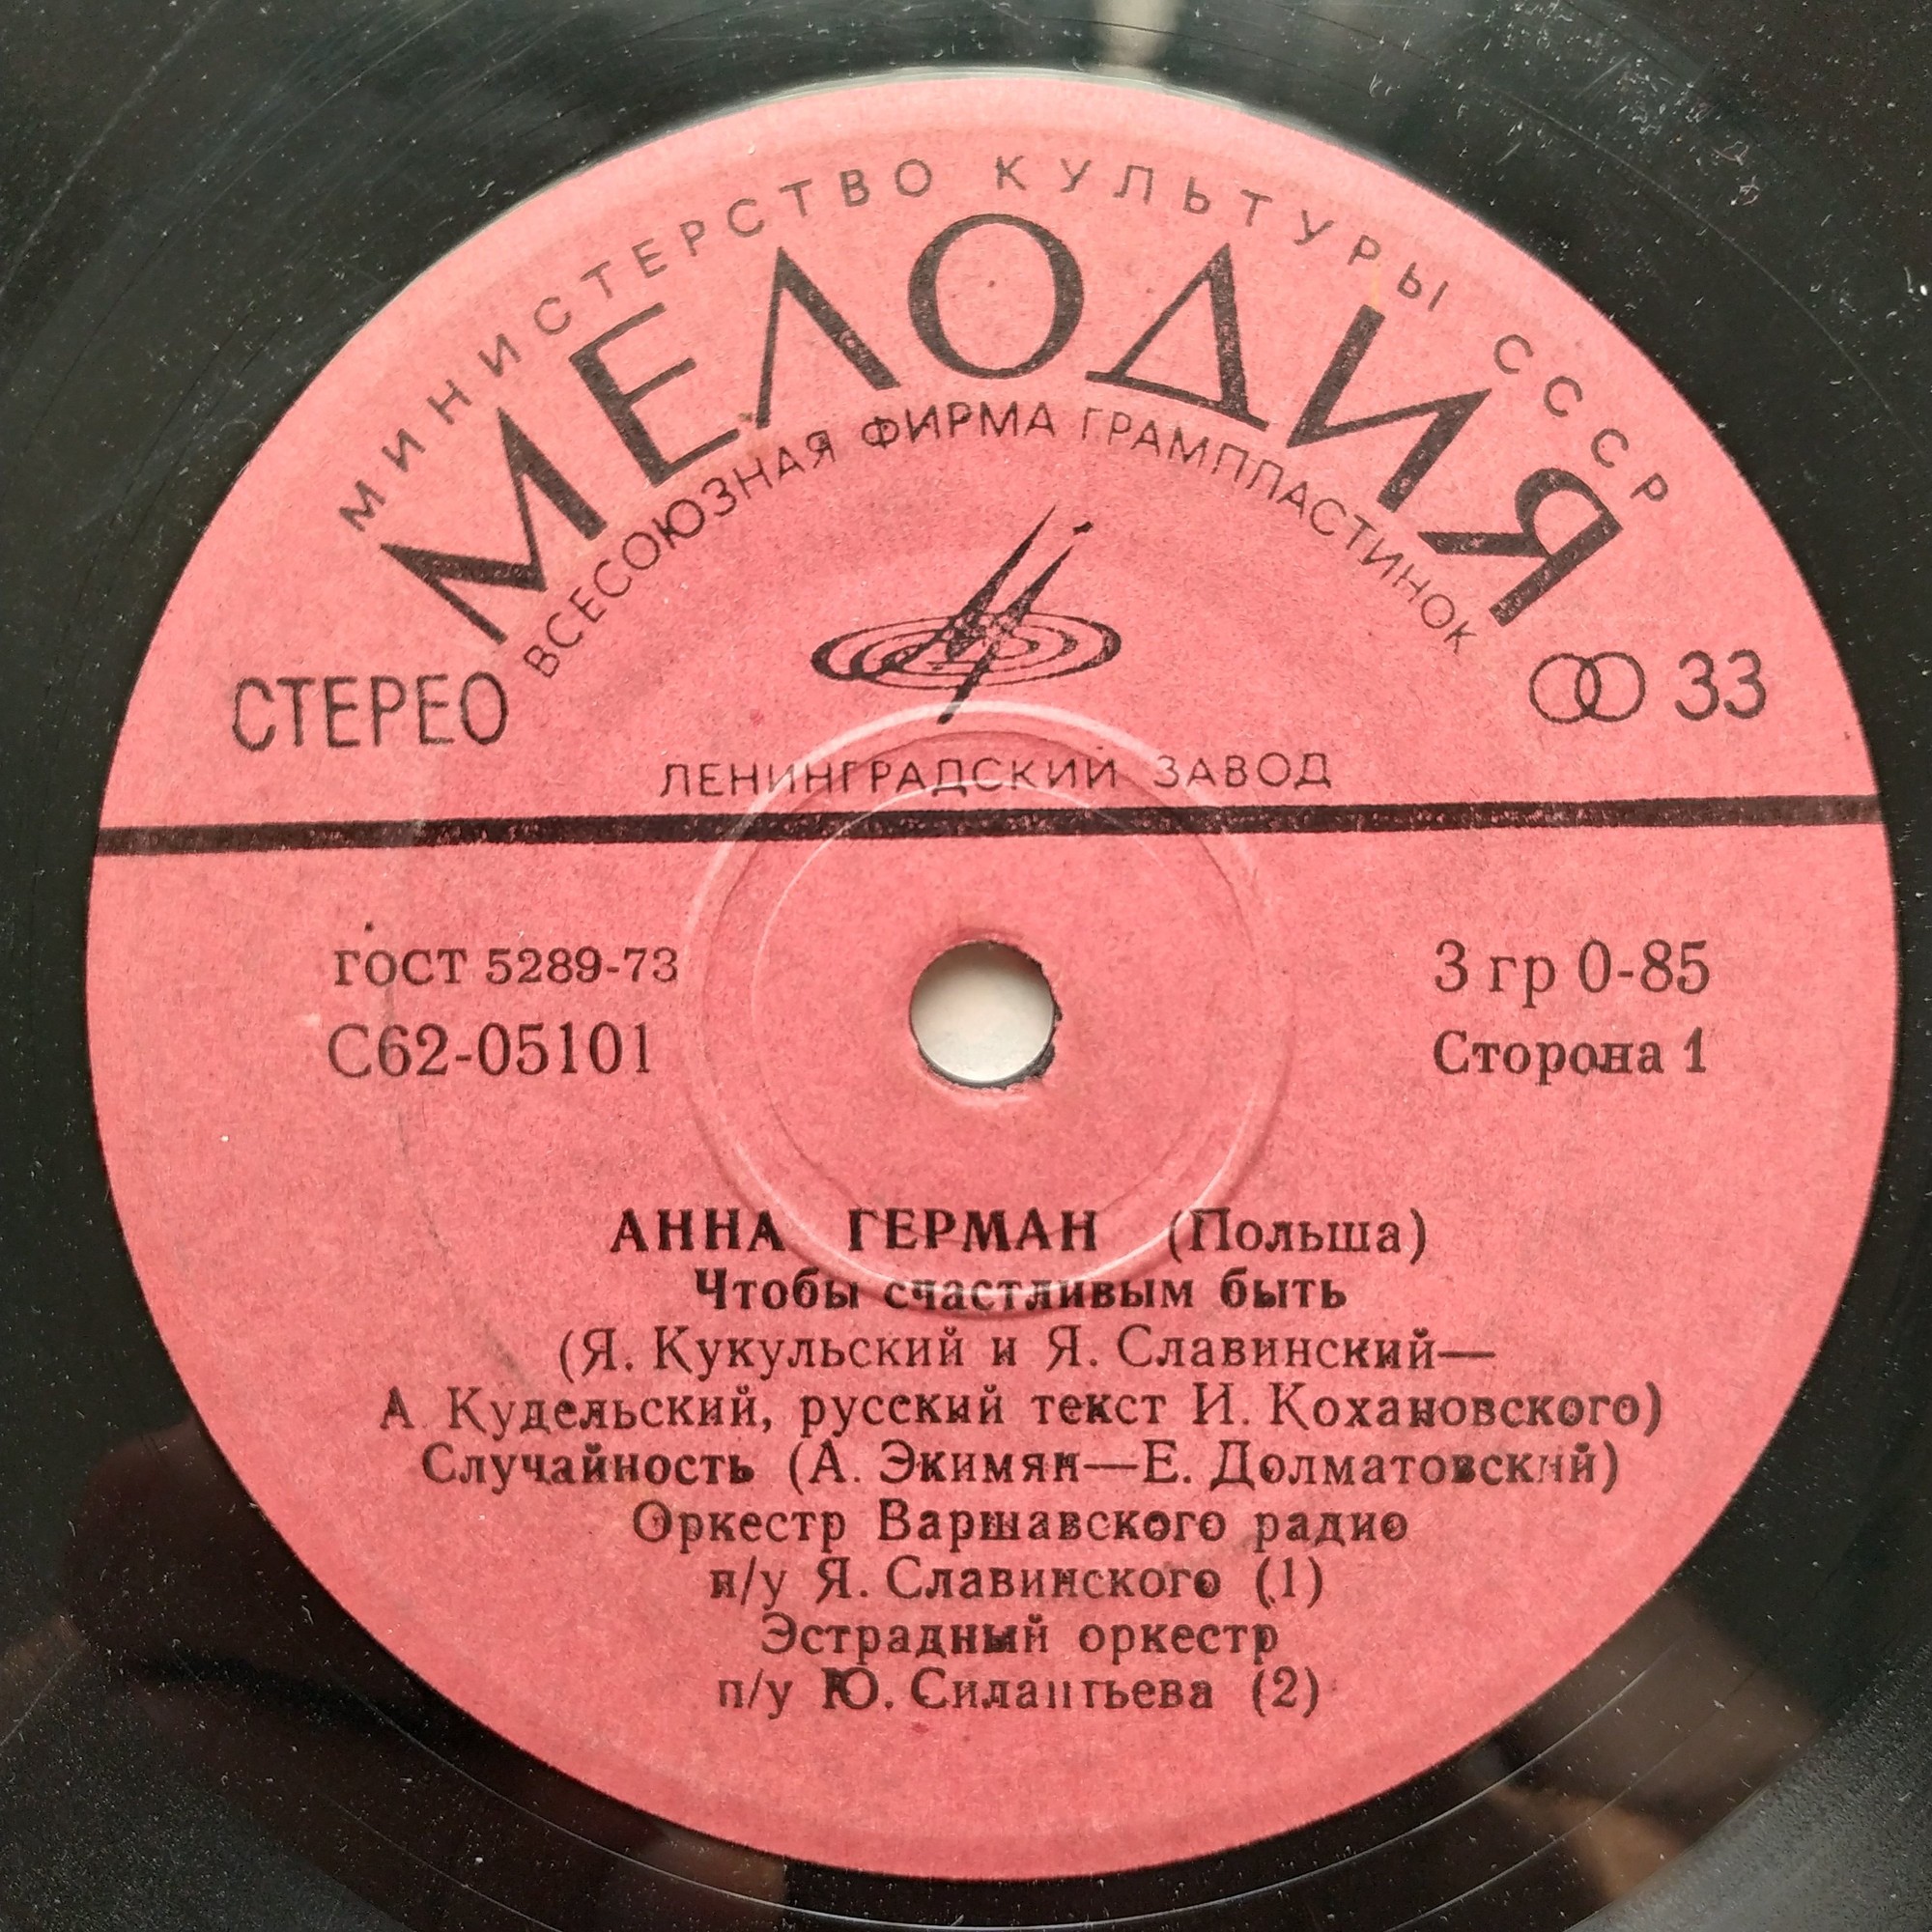 МИНИСТЕРСТВО КУЛЬТУРЫ СССР
МЕЛОДИЯ
ВСЕСОЮЗНАЯ ФИРМА ГРАМПЛАСТИНОК
СТЕРЕО
33
ЛЕНИНГРАДСКИЙ ЗАВОД
ГОСТ 5289-73
3 гр 0-85
С62-05101
Сторона 1
АННА ГЕРМАН (Польша)
Чтобы счастливым быть
(Я. Кукульский и Я. Славинский—
А. Кудельский, русский текст И. Кохановского)
Случайность (А. Экимян—Е. Долматовский)
Оркестр Варшавского радио
п/у Я. Славинского (1)
Эстрадный оркестр
п/у Ю. Силантьева (2)